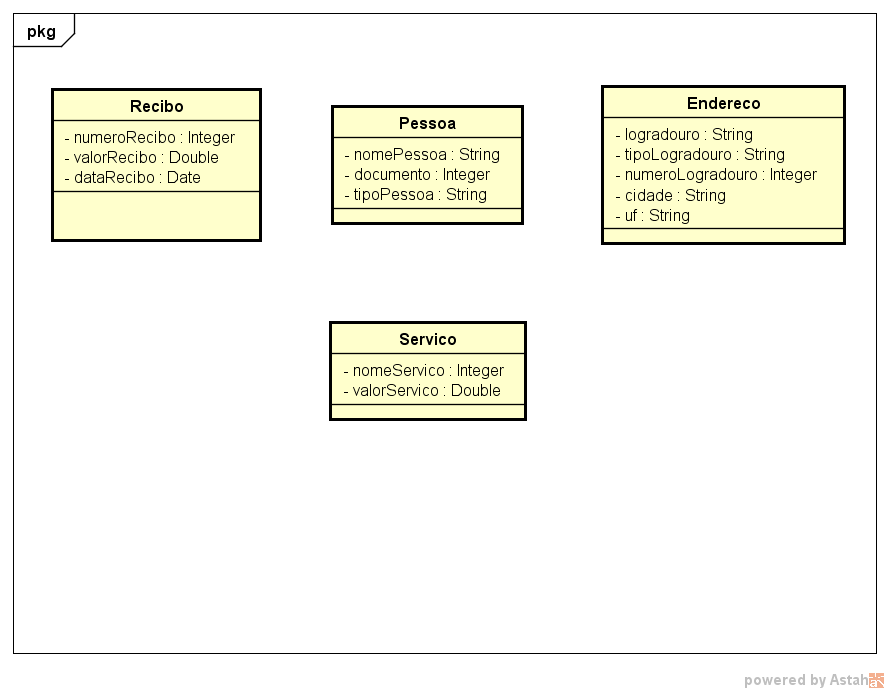 pkg
Recibo
- numeroRecibo : Integer
- valorRecibo : Double
- dataRecibo : Date
Pessoa
- nomePessoa : String
- documento : Integer
- tipoPessoa : String
Endereco
- logradouro : String
- tipoLogradouro : String
- numeroLogradouro : Integer
- cidade : String
- uf : String
Servico
- nomeServico : Integer
- valorServico : Double
powered by Astah